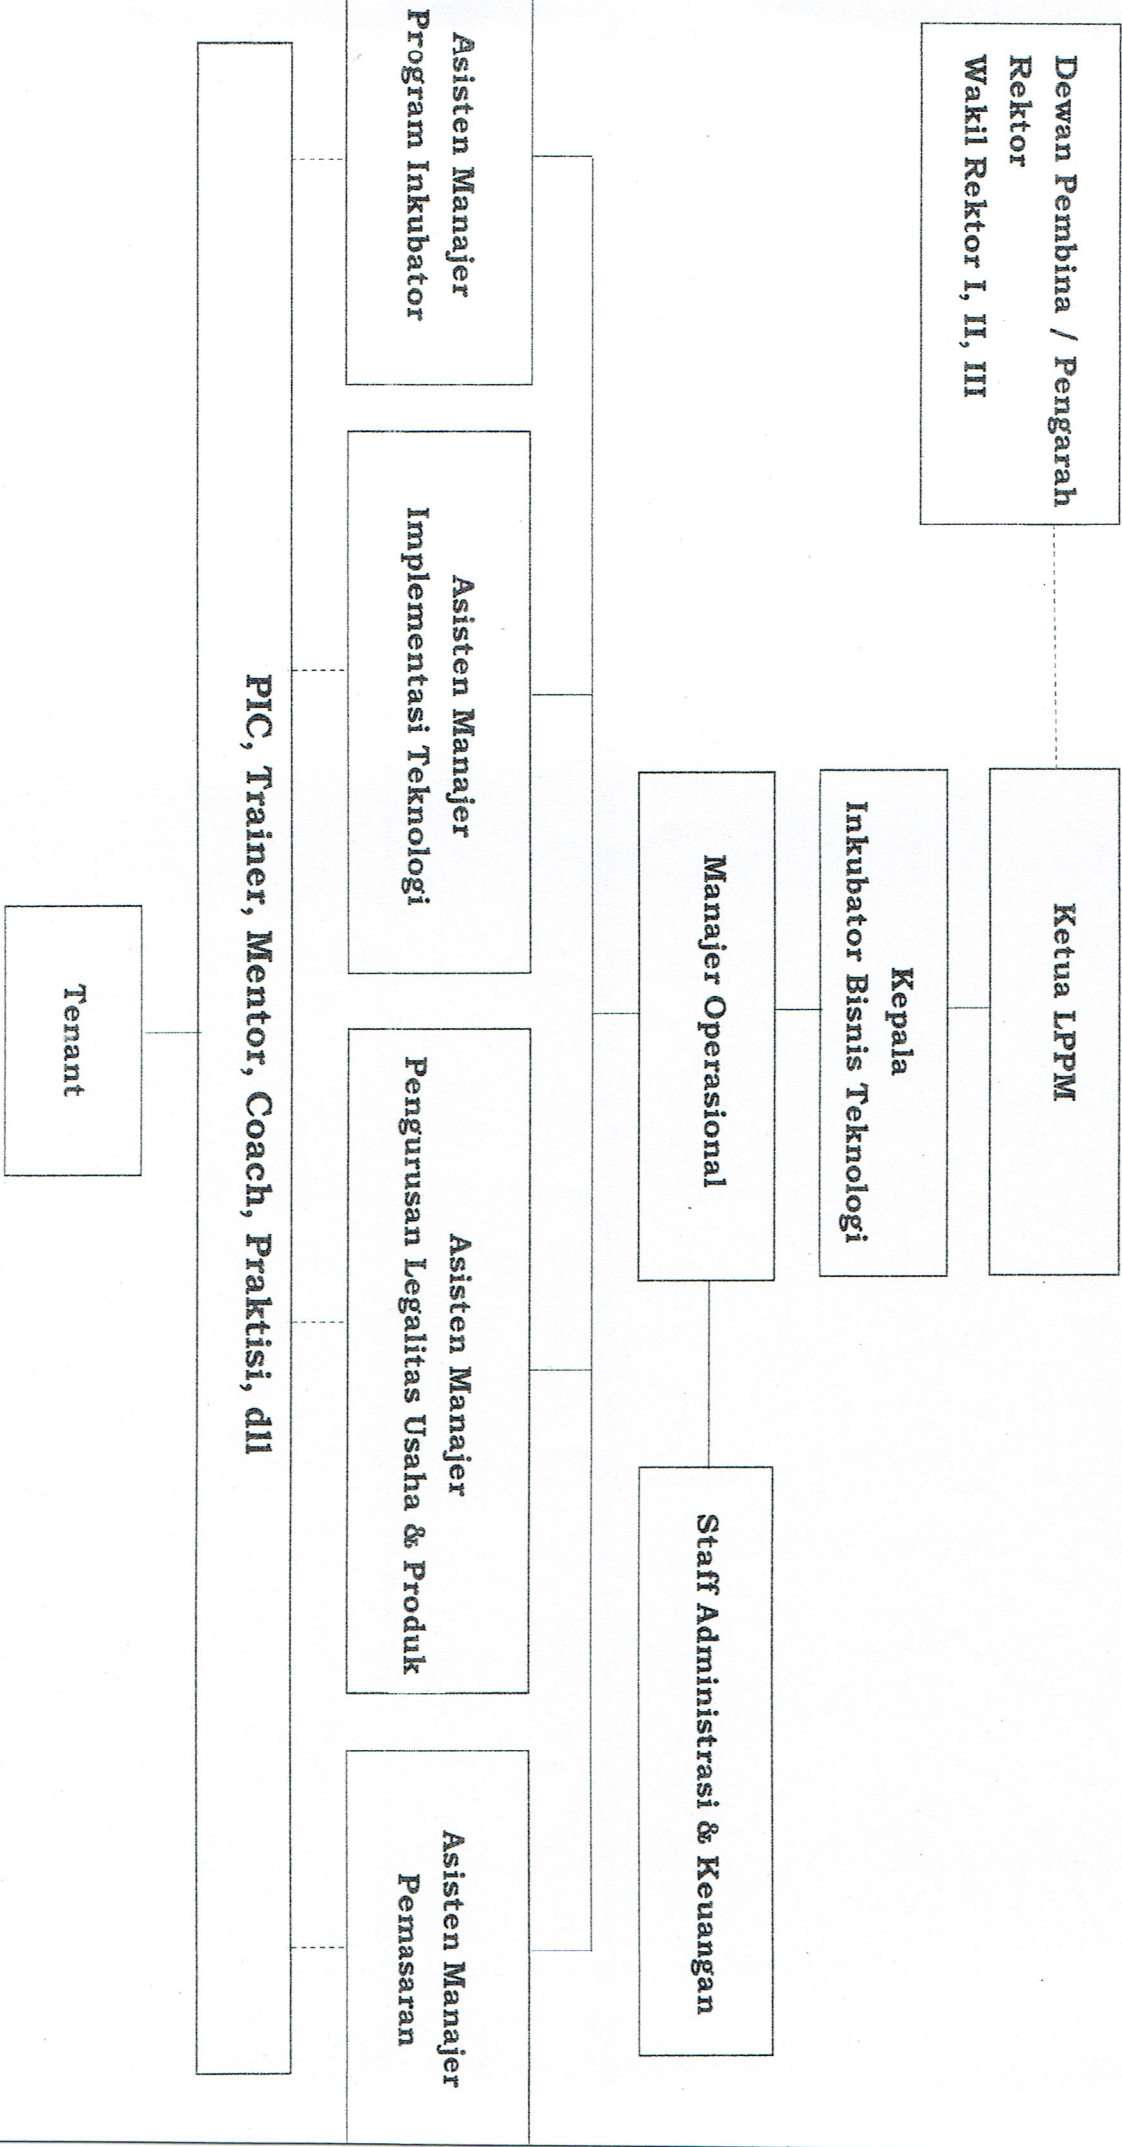 Dewan Pembina / Pengarah
Rektor
Wakil Rektor I, II, III
Ketua LPPM
Kepala
Inkubator Bisnis Teknologi
Manajer Operasional
Staff Administrasi & Keuangan
Asisten Manajer
Program Inkubator
Asisten Manajer
Implementasi Teknologi
Asisten Manajer
Pengurusan Legalitas Usaha & Produk
Asisten Manajer
Pemasaran
PIC, Trainer, Mentor, Coach, Praktisi, dll
Tenant